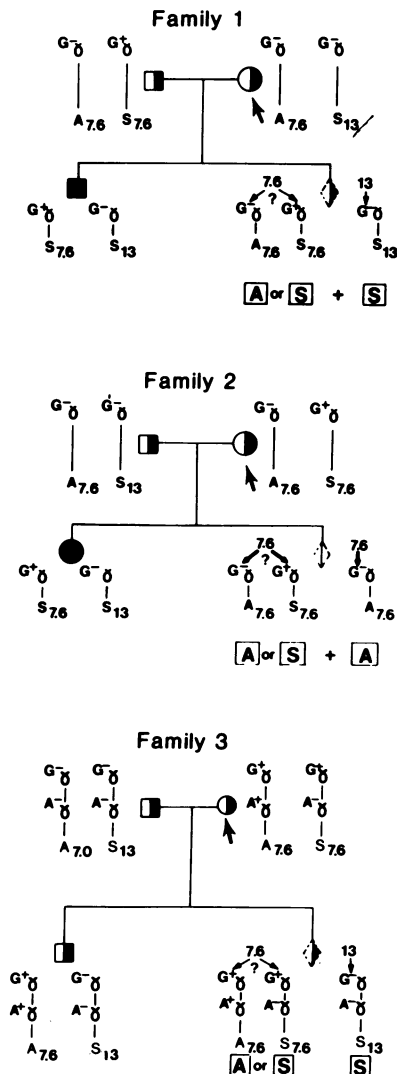 Family 1
G-γ G+γ G-γ G-γ
A7.6 S7.6 A7.6 S13
7.6 13
G+γ G-γ ? G-γ G+γ G-γ
S7.6 S13 A7.6 S7.6 S13
A or S + S
Family 2
G-γ G-γ G-γ G+γ
A7.6 S13 A7.6 S7.6
7.6 7.6
G+γ G-γ ? G-γ G+γ G-γ
S7.6 S13 A7.6 S7.6 A7.6
A or S + A
Family 3
G-γ G-γ G+γ G+γ
A-γ A-γ A+γ A-γ
A7.0 S13 A7.6 S7.6
7.6 13
G+γ G-γ ? G+γ G+γ G-γ
A+γ A-γ A+γ A-γ A-γ
A7.6 S13 A7.6 S7.6 S13
A or S S